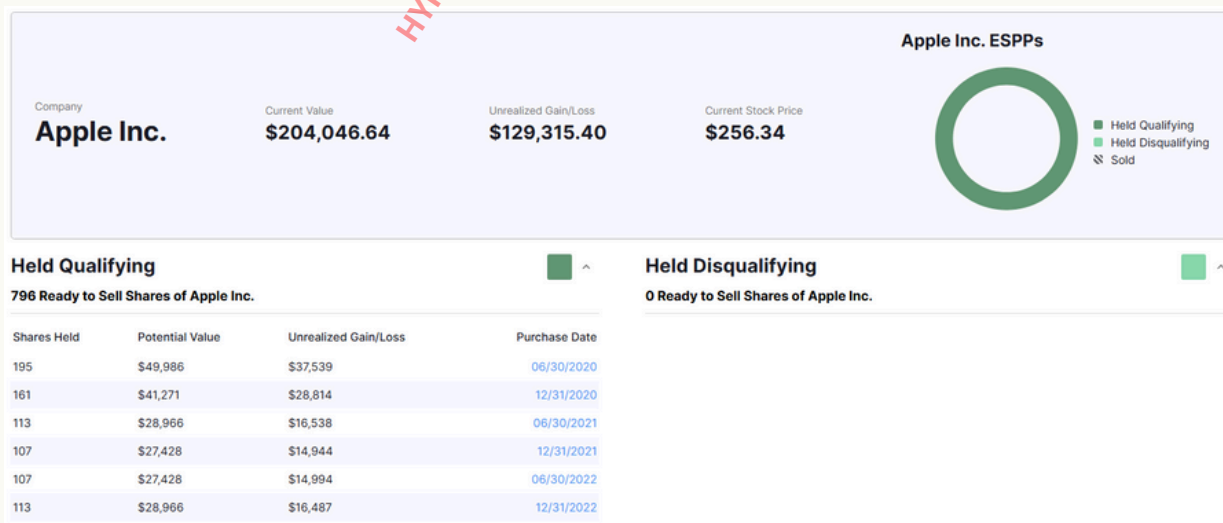 HY
Apple Inc. ESPPs
Company
Apple Inc.
Current Value
$204,046.64
Unrealized Gain/Loss
$129,315.40
Current Stock Price
$256.34
Held Qualifying
Held Disqualifying
Sold
Held Qualifying
796 Ready to Sell Shares of Apple Inc.
Shares Held Potential Value Unrealized Gain/Loss Purchase Date
195 $49,986 $37,539 06/30/2020
161 $41,271 $28,814 12/31/2020
113 $28,966 $16,538 06/30/2021
107 $27,428 $14,944 12/31/2021
107 $27,428 $14,994 06/30/2022
113 $28,966 $16,487 12/31/2022
Held Disqualifying
0 Ready to Sell Shares of Apple Inc.